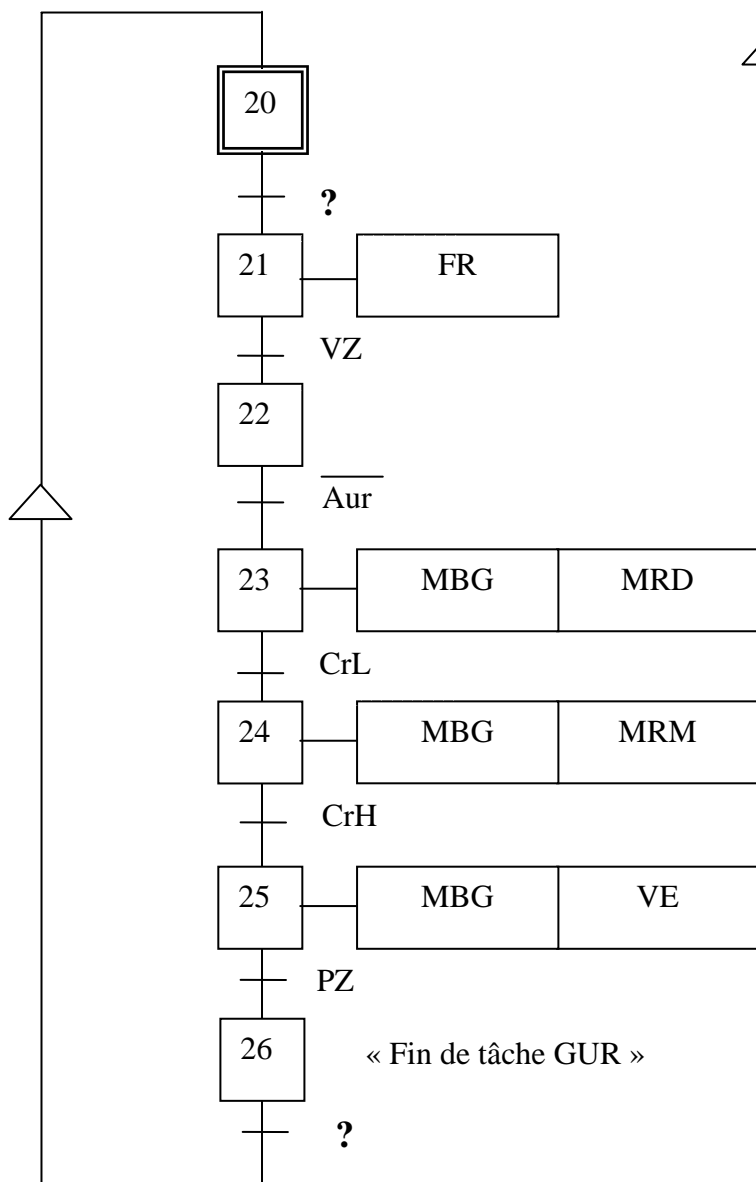 20
?
21 FR
VZ
22
A̅u̅r̅
23 MBG MRD
CrL
24 MBG MRM
CrH
25 MBG VE
PZ
26 « Fin de tâche GUR »
?